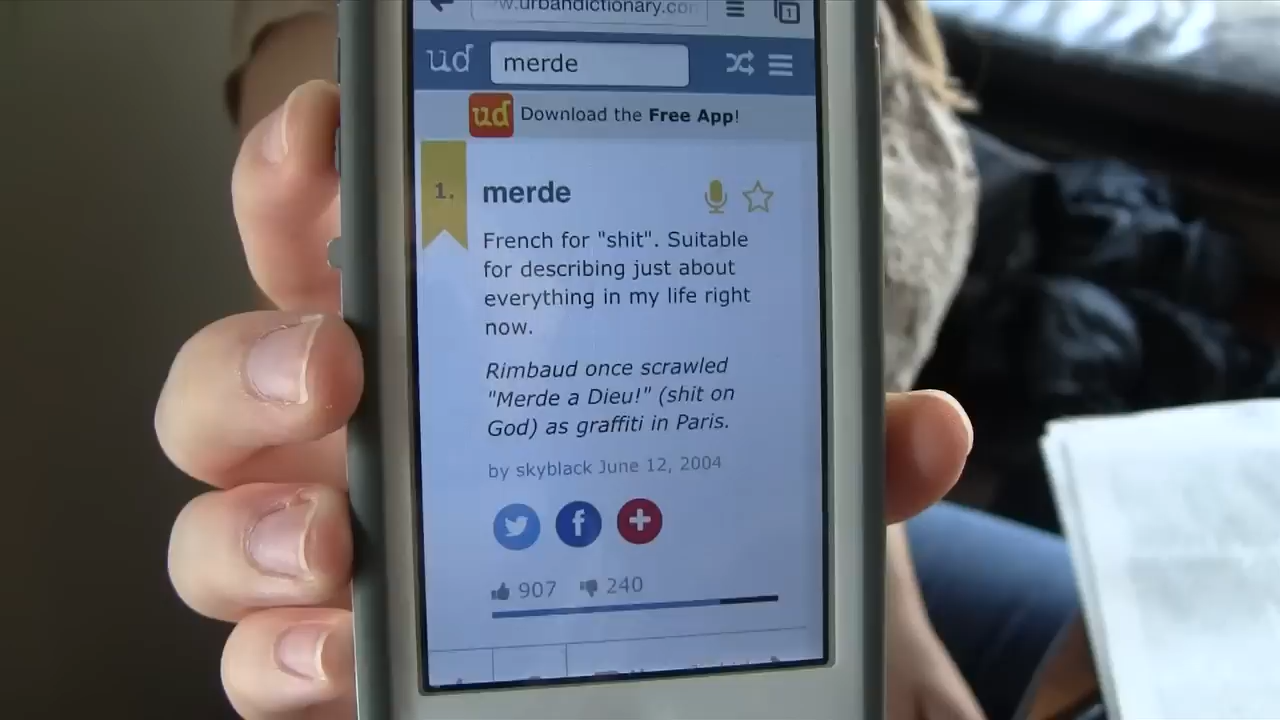 w.urbandictionary.com
1
ud merde
ud Download the Free App!
1. merde
French for "shit". Suitable
for describing just about
everything in my life right
now.
Rimbaud once scrawled
"Merde a Dieu!" (shit on
God) as graffiti in Paris.
by skyblack June 12, 2004
907 240